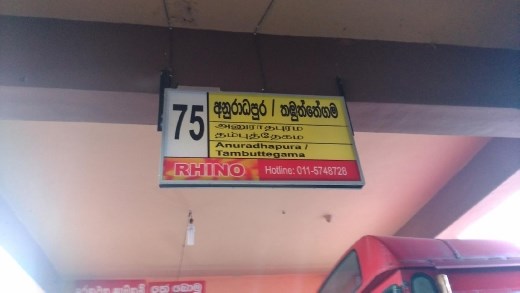 75
අනුරාධපුර / තඹුත්තේගම
அனுராதபுரம
தம்புத்தேகம
Anuradhapura /
Tambuttegama
RHINO Hotline: 011-5748726